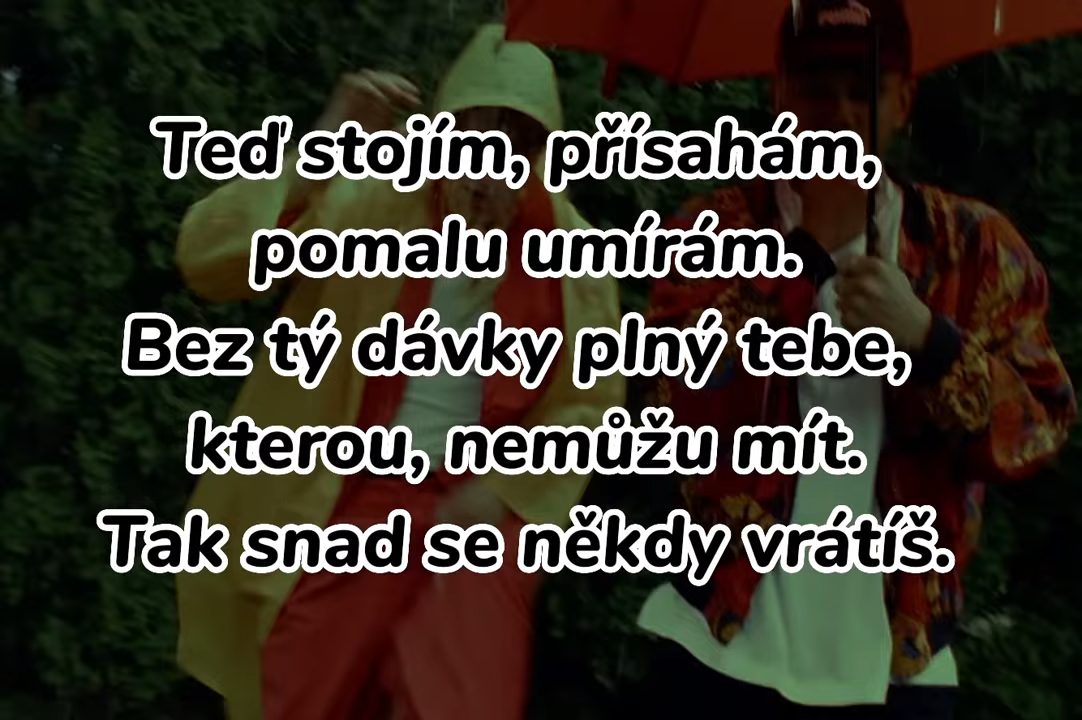 Teď stojím, přísahám,
pomalu umírám.
Bez tý dávky plný tebe,
kterou, nemůžu mít.
Tak snad se někdy vrátíš.